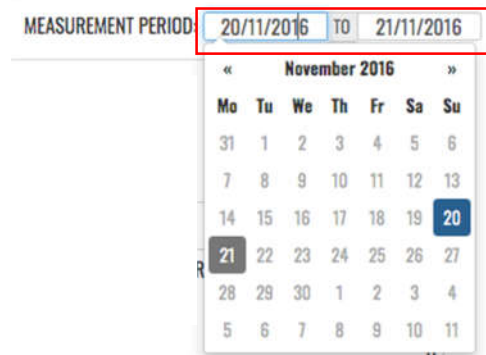 MEASUREMENT PERIOD: 20/11/2016 TO 21/11/2016
« November 2016 »
Mo Tu We Th Fr Sa Su
31 1 2 3 4 5 6
7 8 9 10 11 12 13
14 15 16 17 18 19 20
21 22 23 24 25 26 27
R
28 29 30 1 2 3 4
5 6 7 8 9 10 11